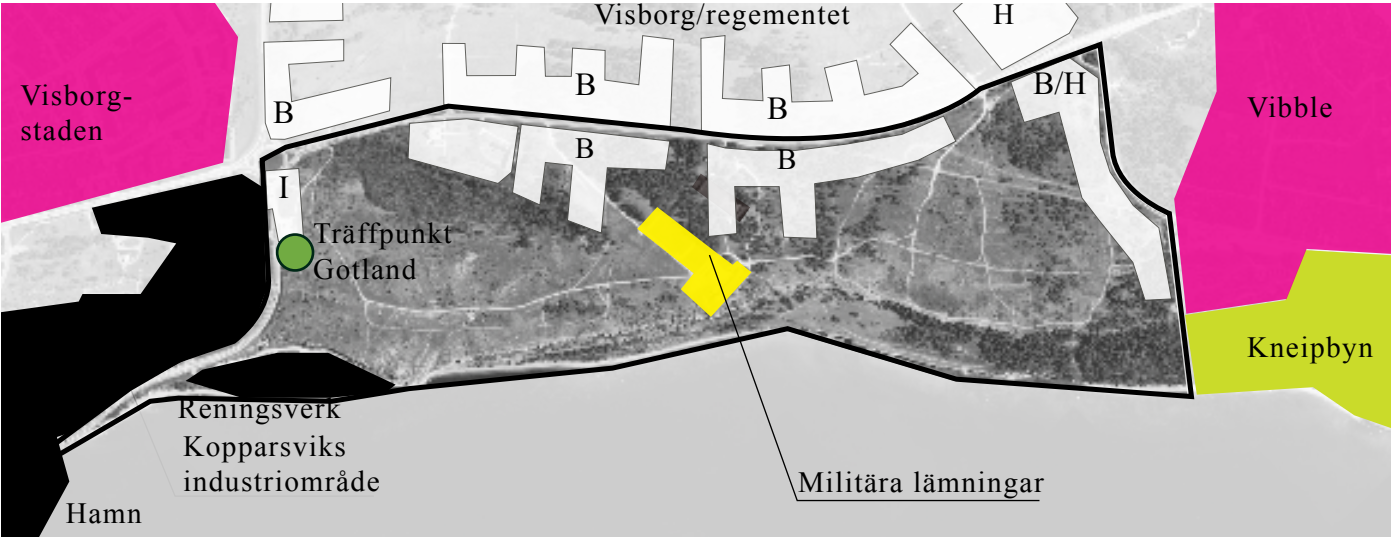 Visborg/regementet
H
Visborg-
staden
B
B
B
B/H
Vibble
B
B
I
Träffpunkt
Gotland
Kneipbyn
Reningsverk
Kopparsviks
industriområde
Militära lämningar
Hamn